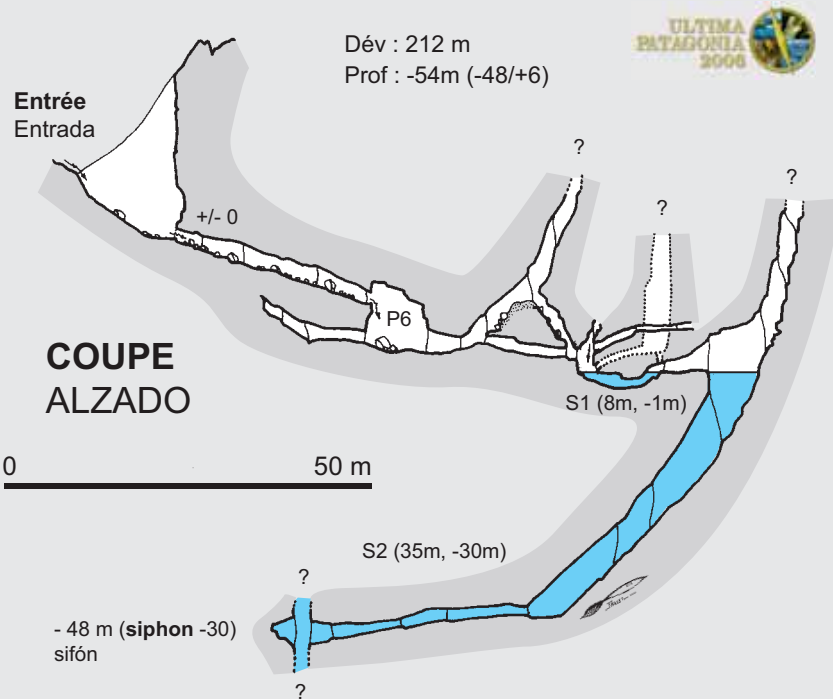 Dév : 212 m
Prof : -54m (-48/+6)
ULTIMA
PATAGONIA
2008
Entrée
Entrada
?
?
?
+/- 0
P6
COUPE
ALZADO
S1 (8m, -1m)
0 50 m
S2 (35m, -30m)
?
- 48 m (siphon -30)
sifón
?